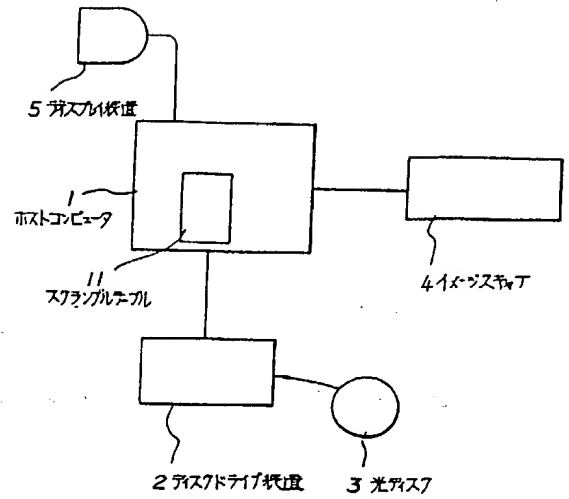 5 ディスプレイ装置
1
ホストコンピュータ
11
スクランブルテーブル
4 イメージスキャナ
2 ディスクドライブ装置
3 光ディスク